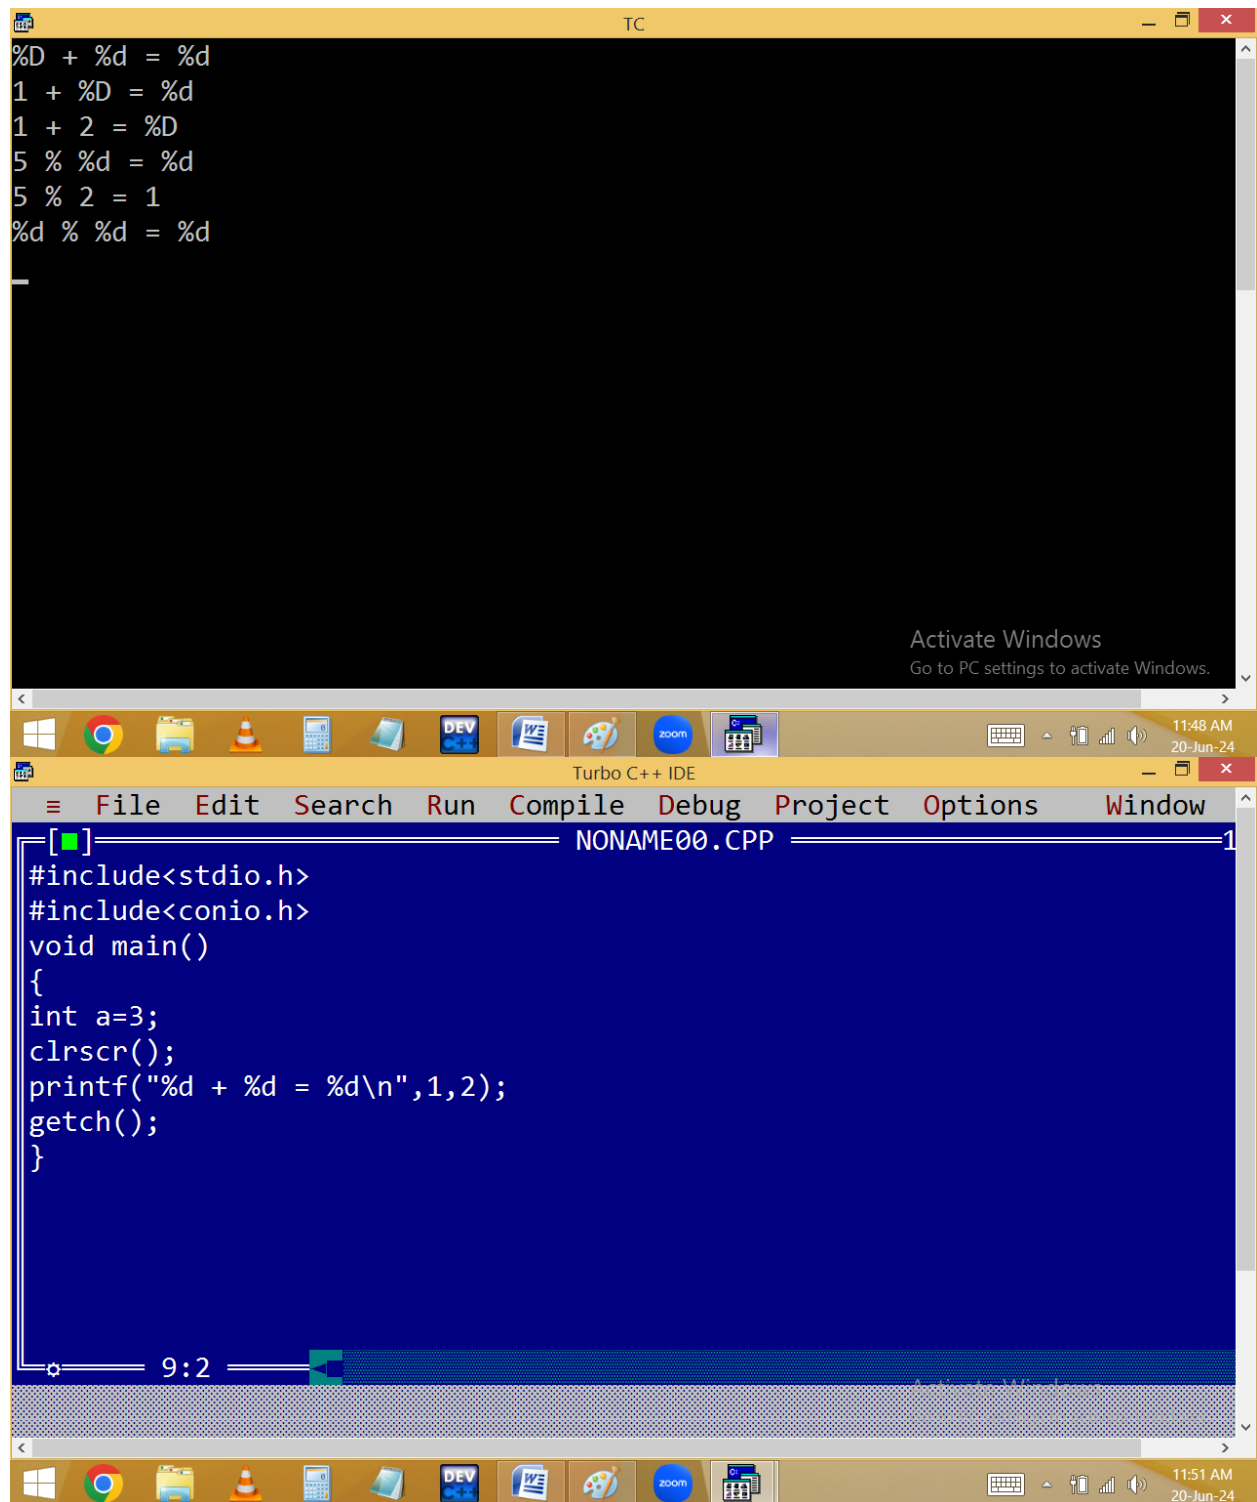 TC
%D + %d = %d
1 + %D = %d
1 + 2 = %D
5 % %d = %d
5 % 2 = 1
%d % %d = %d
Activate Windows
Go to PC settings to activate Windows.
DEV C++ W zoom C:
11:48 AM
20-Jun-24
Turbo C++ IDE
≡ File Edit Search Run Compile Debug Project Options Window
[■] NONAME00.CPP 1
#include<stdio.h>
#include<conio.h>
void main()
{
int a=3;
clrscr();
printf("%d + %d = %d\n",1,2);
getch();
}
9:2
Activate Windows
DEV C++ W zoom C:
11:51 AM
20-Jun-24